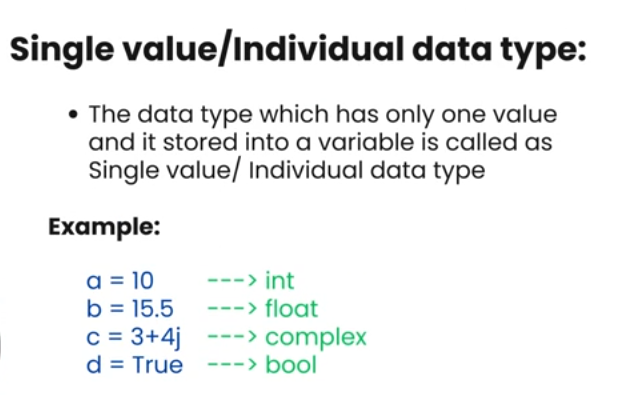 Single value/Individual data type:
• The data type which has only one value
and it stored into a variable is called as
Single value/ Individual data type
Example:
a = 10 ---> int
b = 15.5 ---> float
c = 3+4j ---> complex
d = True ---> bool